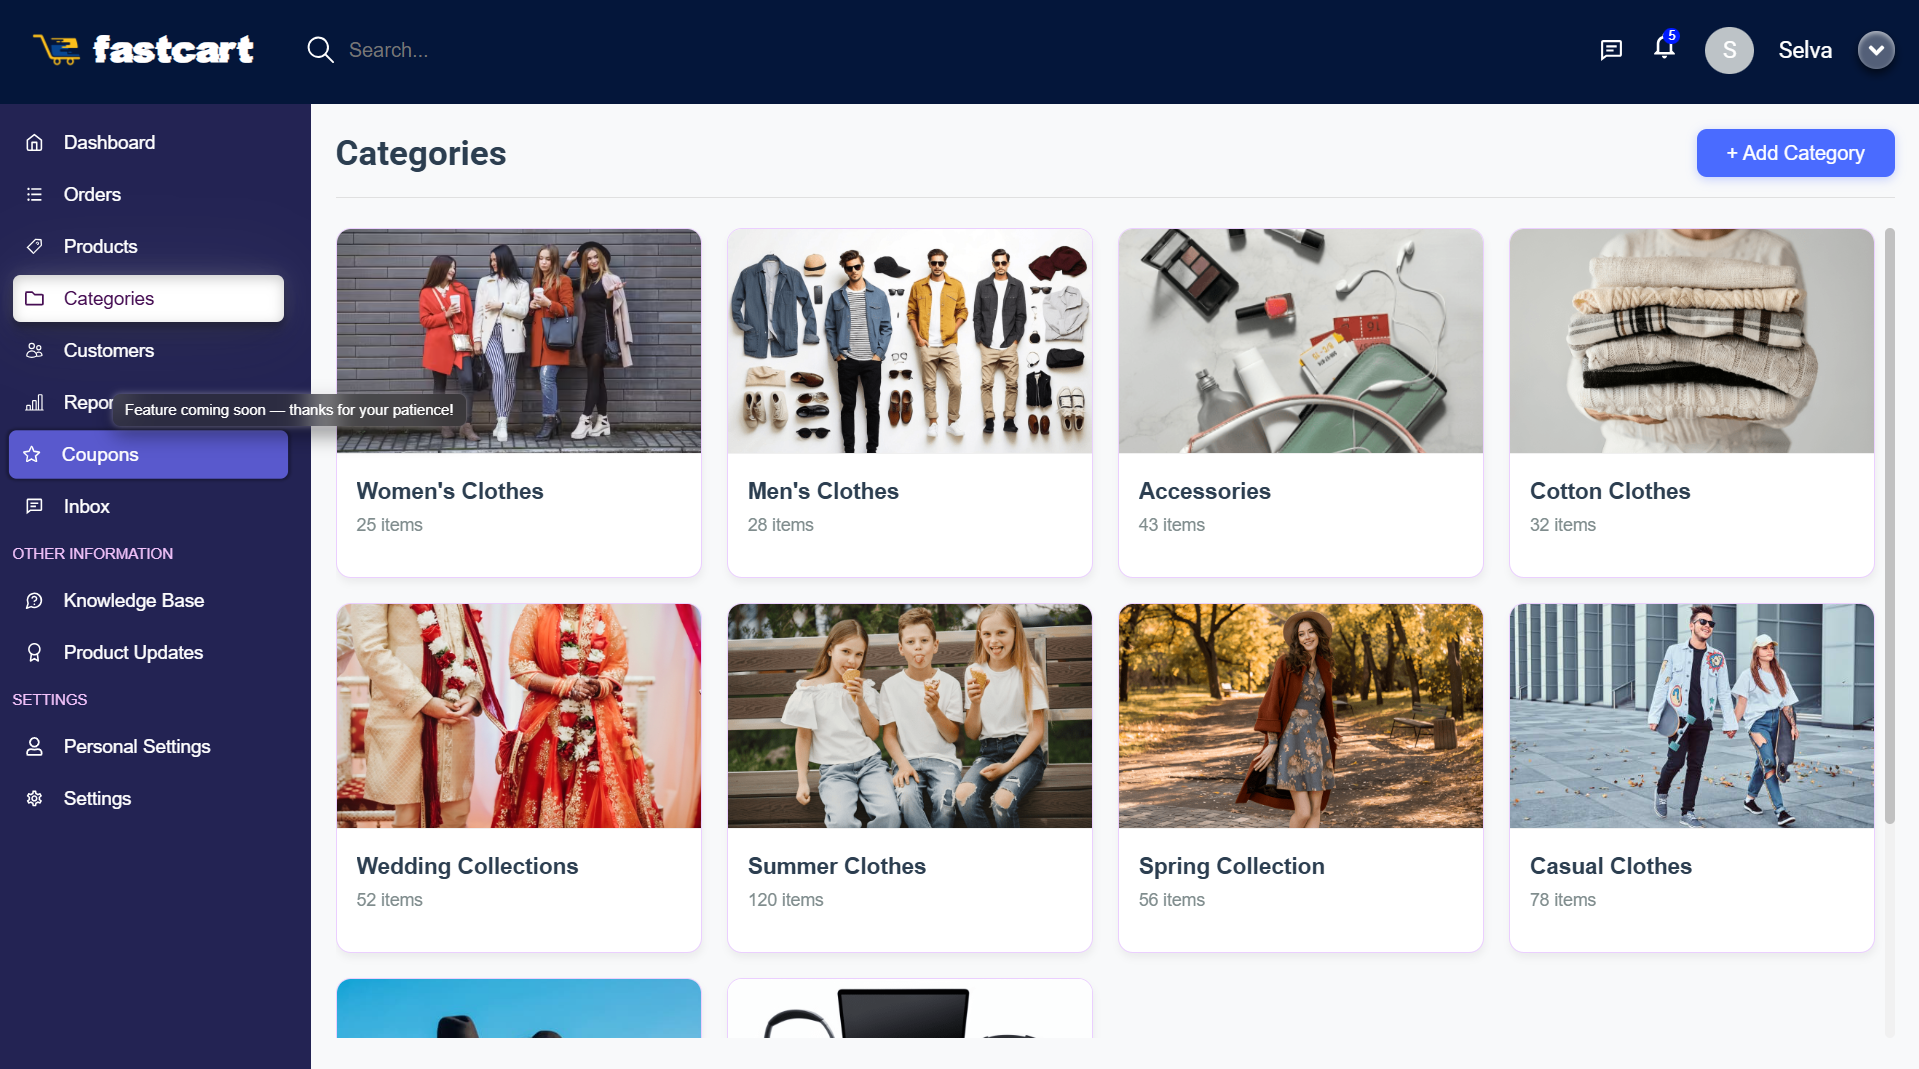 fastcart
Search...
5
S
Selva
Dashboard
Orders
Products
Categories
Customers
Repor
Feature coming soon — thanks for your patience!
Coupons
Inbox
OTHER INFORMATION
Knowledge Base
Product Updates
SETTINGS
Personal Settings
Settings
Categories
+ Add Category
Women's Clothes
25 items
Men's Clothes
28 items
Accessories
43 items
Cotton Clothes
32 items
Wedding Collections
52 items
Summer Clothes
120 items
Spring Collection
56 items
Casual Clothes
78 items